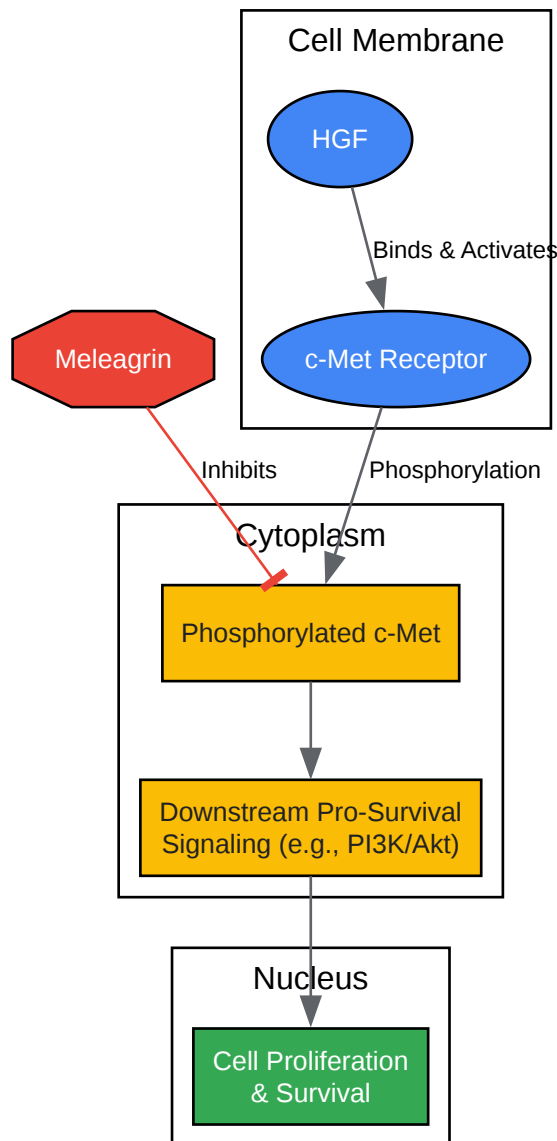 Cell Membrane
HGF
Binds & Activates
Meleagrin
c-Met Receptor
Inhibits
Phosphorylation
Cytoplasm
Phosphorylated c-Met
Downstream Pro-Survival
Signaling (e.g., PI3K/Akt)
Nucleus
Cell Proliferation
& Survival